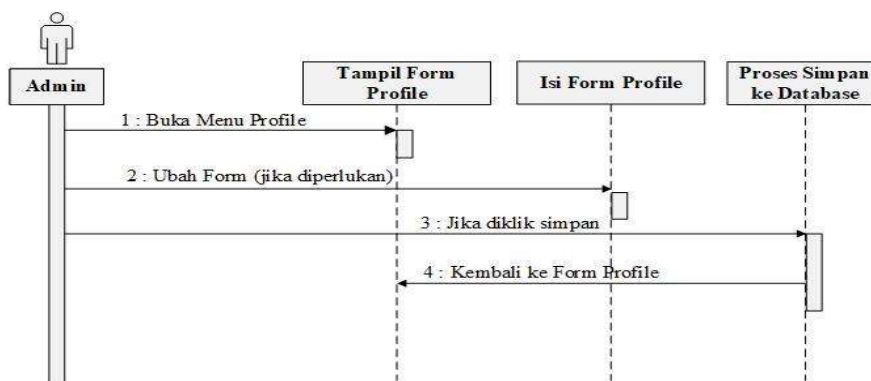 Admin
Tampil Form
Profile
Isi Form Profile
Proses Simpan
ke Database
1 : Buka Menu Profile
2 : Ubah Form (jika diperlukan)
3 : Jika diklik simpan
4 : Kembali ke Form Profile